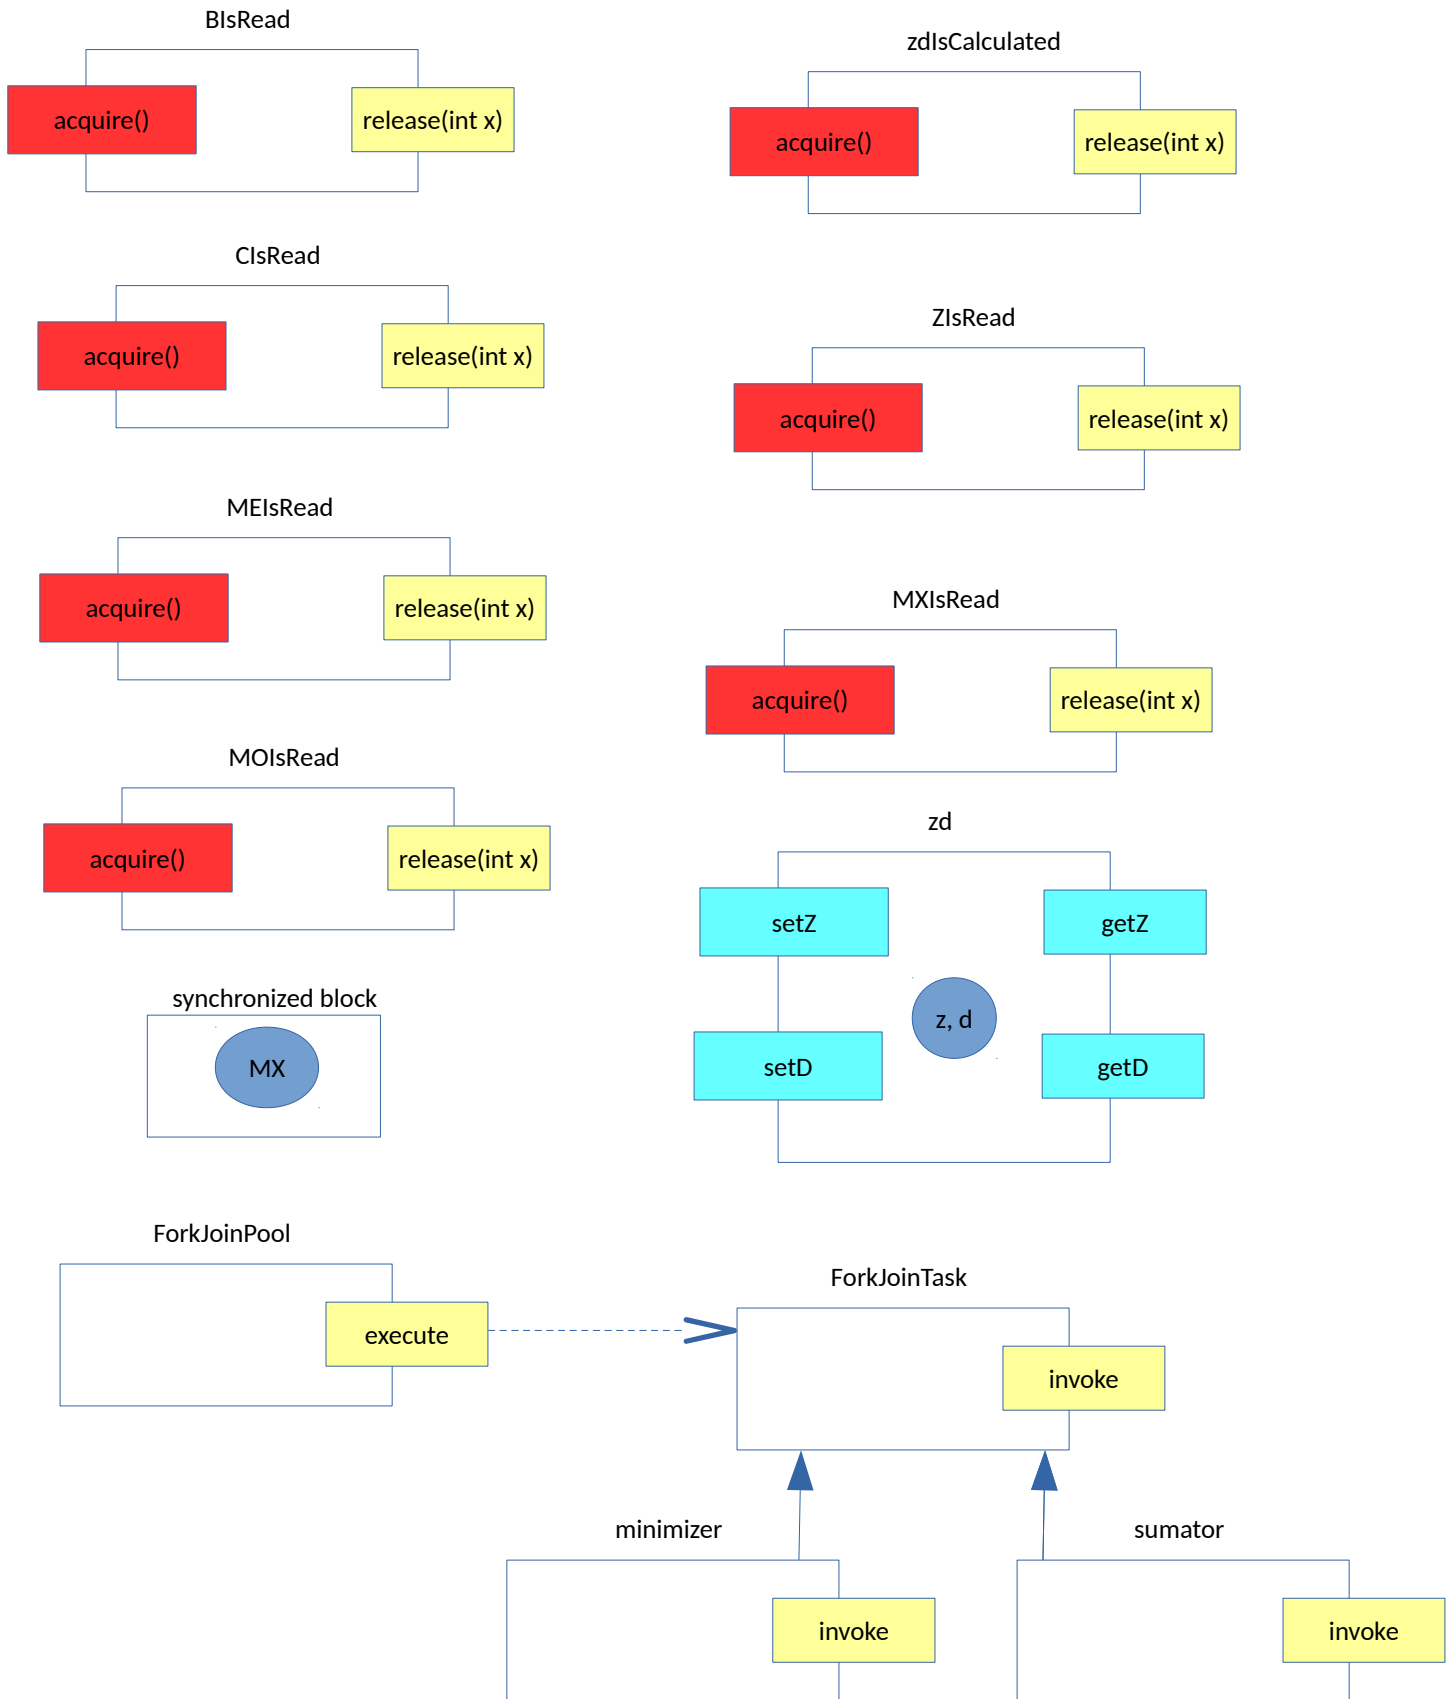 BIsRead
acquire()
release(int x)
zdIsCalculated
acquire()
release(int x)
CIsRead
acquire()
release(int x)
ZIsRead
acquire()
release(int x)
MEIsRead
acquire()
release(int x)
MXIsRead
acquire()
release(int x)
MOIsRead
acquire()
release(int x)
zd
setZ
getZ
z, d
setD
getD
synchronized block
MX
ForkJoinPool
execute
ForkJoinTask
invoke
minimizer
invoke
sumator
invoke